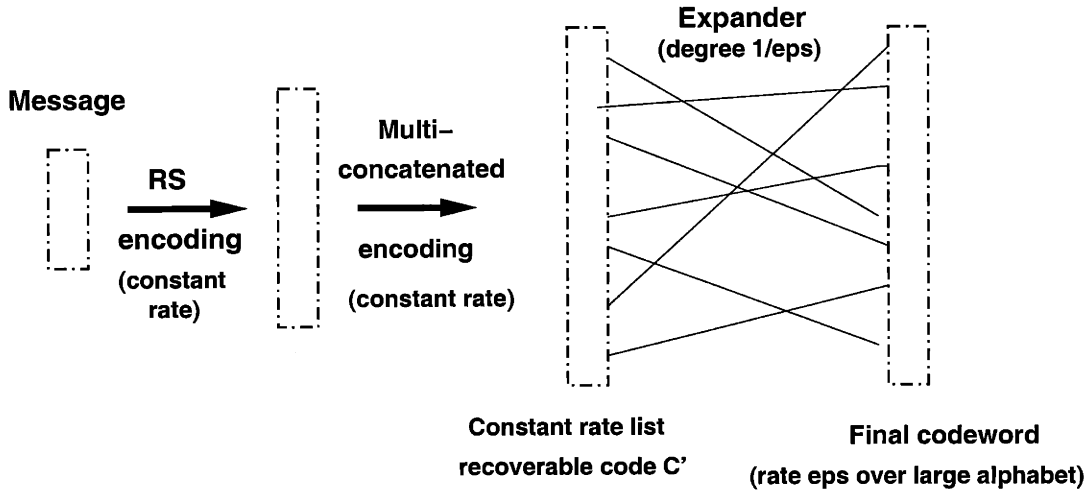 Message
RS
encoding
(constant
rate)
Multi-
concatenated
encoding
(constant rate)
Expander
(degree 1/eps)
Constant rate list
recoverable code C'
Final codeword
(rate eps over large alphabet)